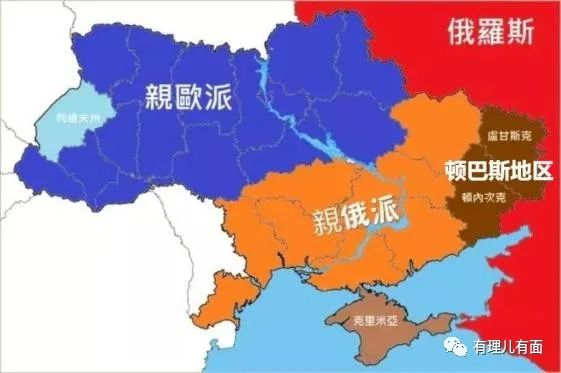 俄羅斯
親歐派
利維夫州
盧甘斯克
顿巴斯地区
頓內次克
親俄派
克里米亞
有理儿有面